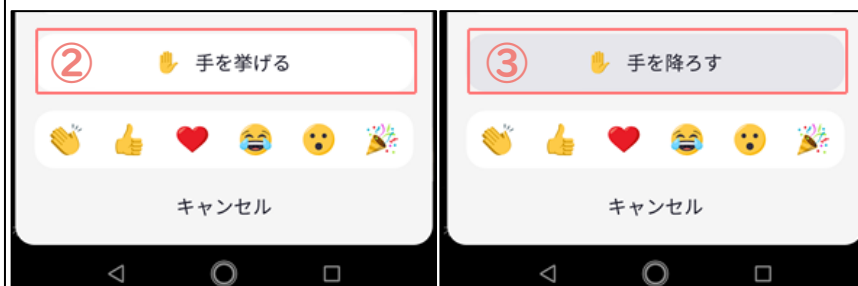 ② ✋ 手を挙げる
👏 👍 ❤️ 😂 😮 🎉
キャンセル
③ ✋ 手を降ろす
👏 👍 ❤️ 😂 😮 🎉
キャンセル